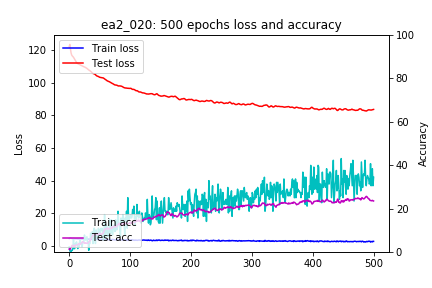 ea2_020: 500 epochs loss and accuracy
120
100
80
60
40
20
0
Loss
100
80
60
40
20
0
Accuracy
Train loss
Test loss
Train acc
Test acc
0
100
200
300
400
500